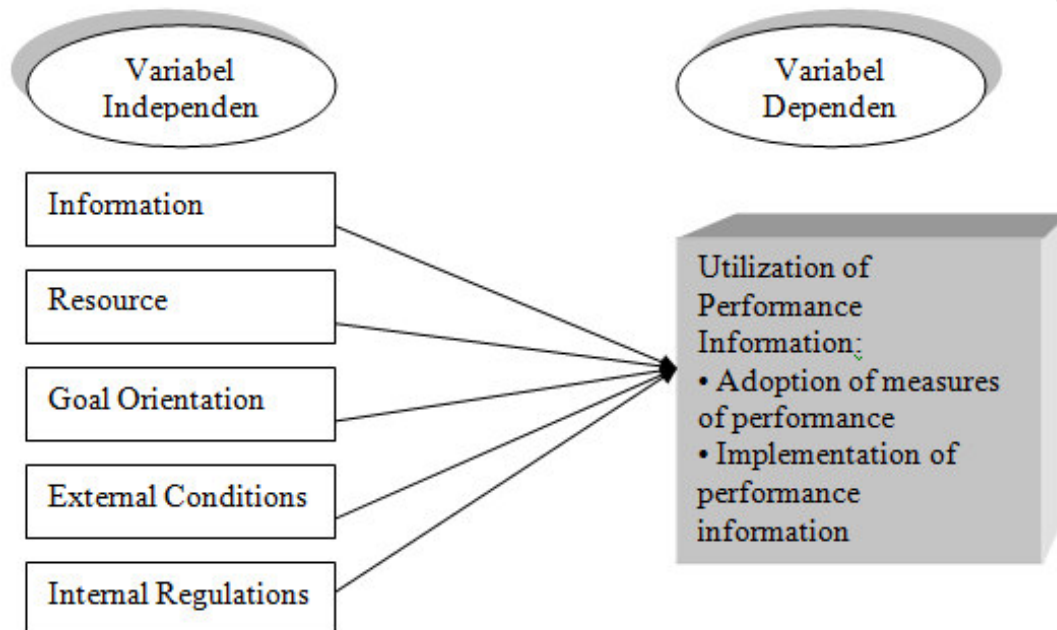 Variabel
Independen
Variabel
Dependen
Information
Resource
Goal Orientation
External Conditions
Internal Regulations
Utilization of
Performance
Information:
• Adoption of measures
of performance
• Implementation of
performance
information